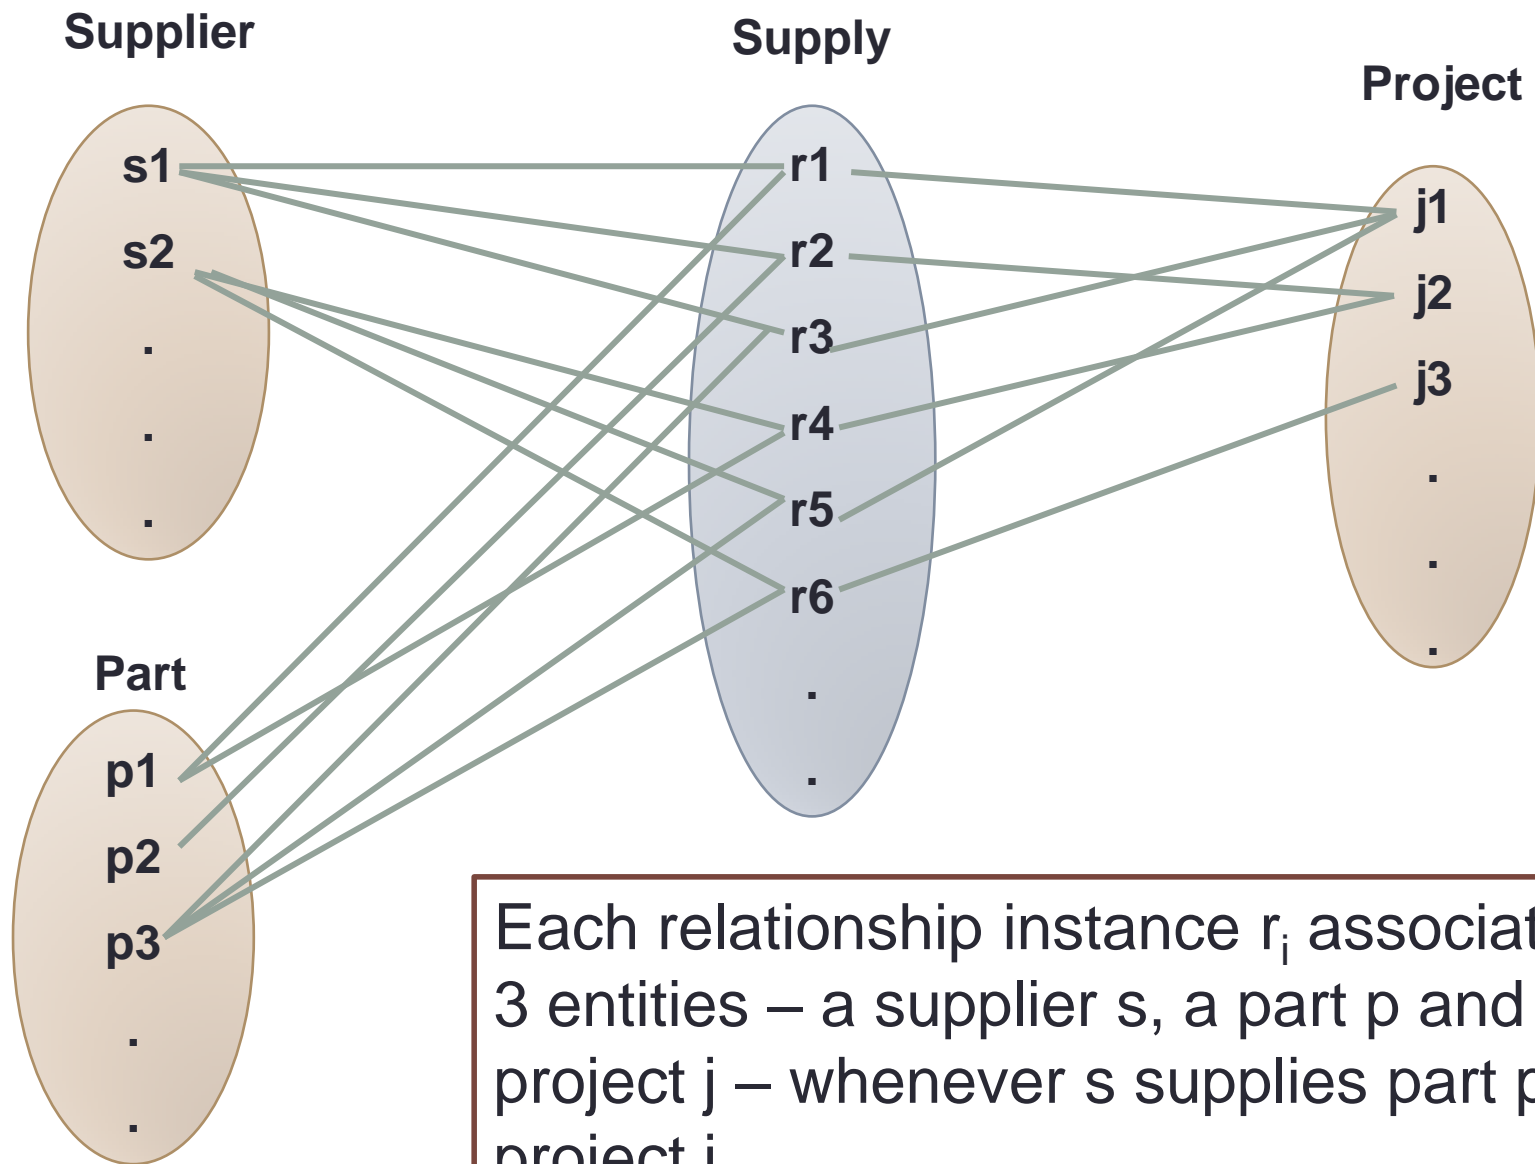 Supplier
Supply
Project
s1
s2
.
.
.
r1
r2
r3
r4
r5
r6
.
.
j1
j2
j3
.
.
.
Part
p1
p2
p3
.
.
Each relationship instance ri
3 entities – a supplier s, a part p and
project j – whenever s supplies part p
project j